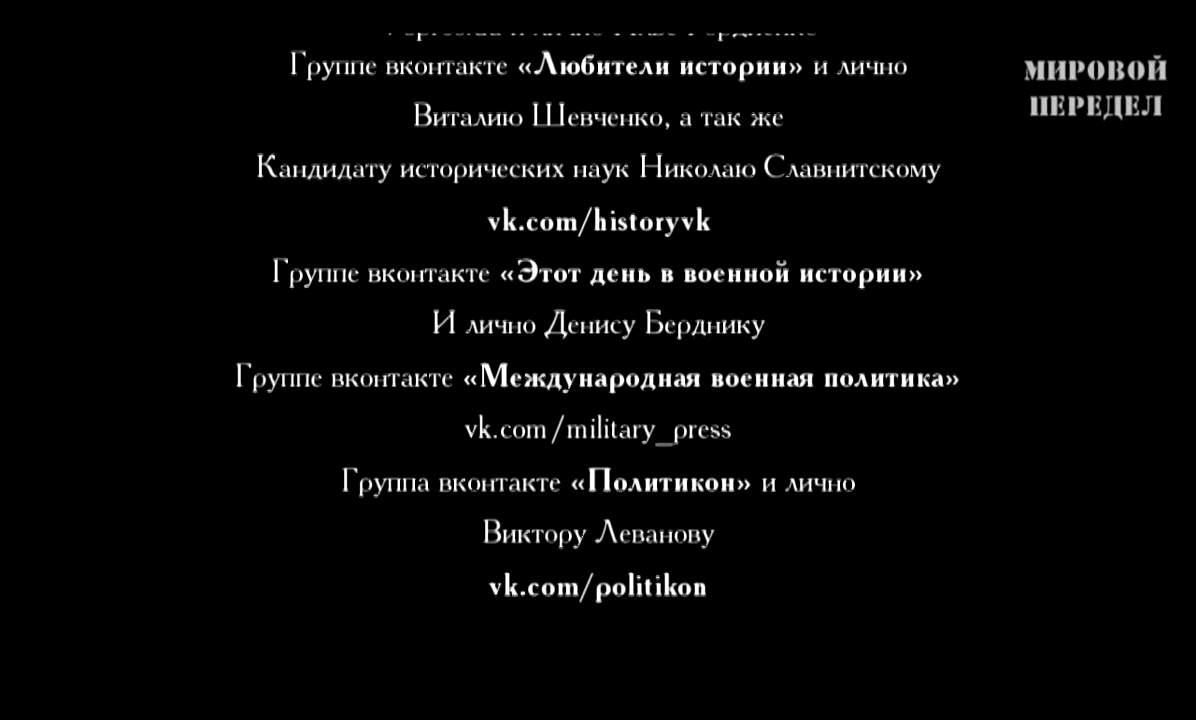 Группе вконтакте «Любители истории» и лично
МИРОВОЙ
ПЕРЕДЕЛ
Виталию Шевченко, а так же
Кандидату исторических наук Николаю Славнитскому
vk.com/historyvk
Группе вконтакте «Этот день в военной истории»
И лично Денису Берднику
Группе вконтакте «Международная военная политика»
vk.com/military_press
Группа вконтакте «Политикон» и лично
Виктору Леванову
vk.com/politikon